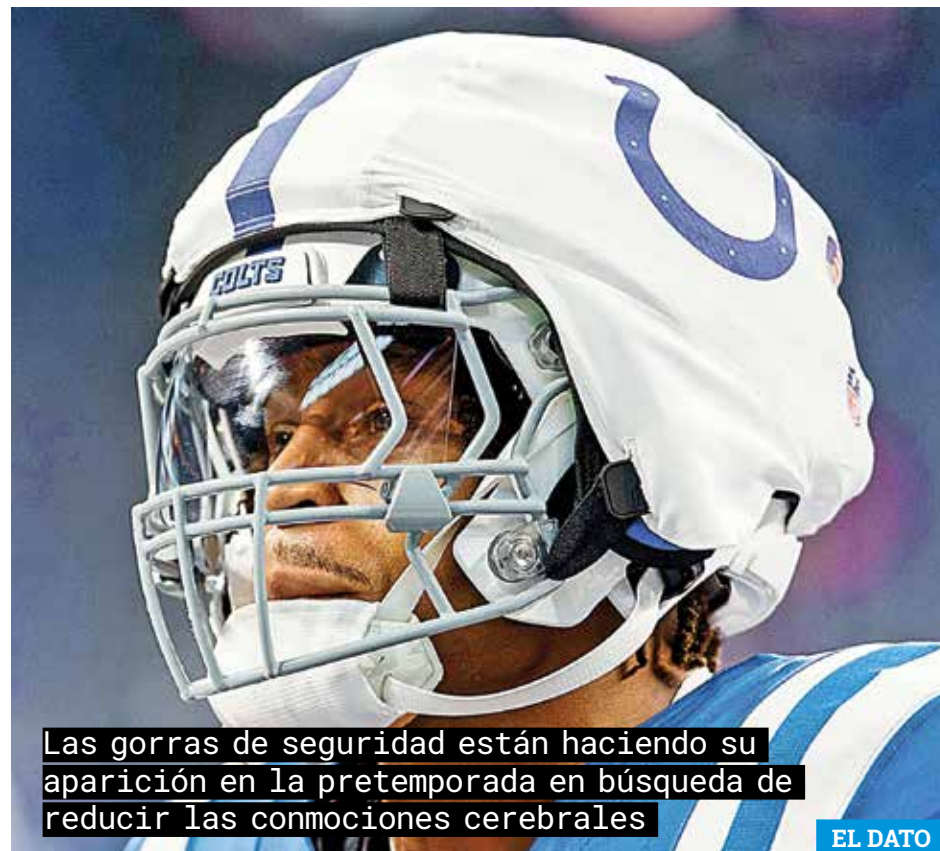 COLTS
Las gorras de seguridad están haciendo su
aparición en la pretemporada en búsqueda de
reducir las conmociones cerebrales
EL DATO